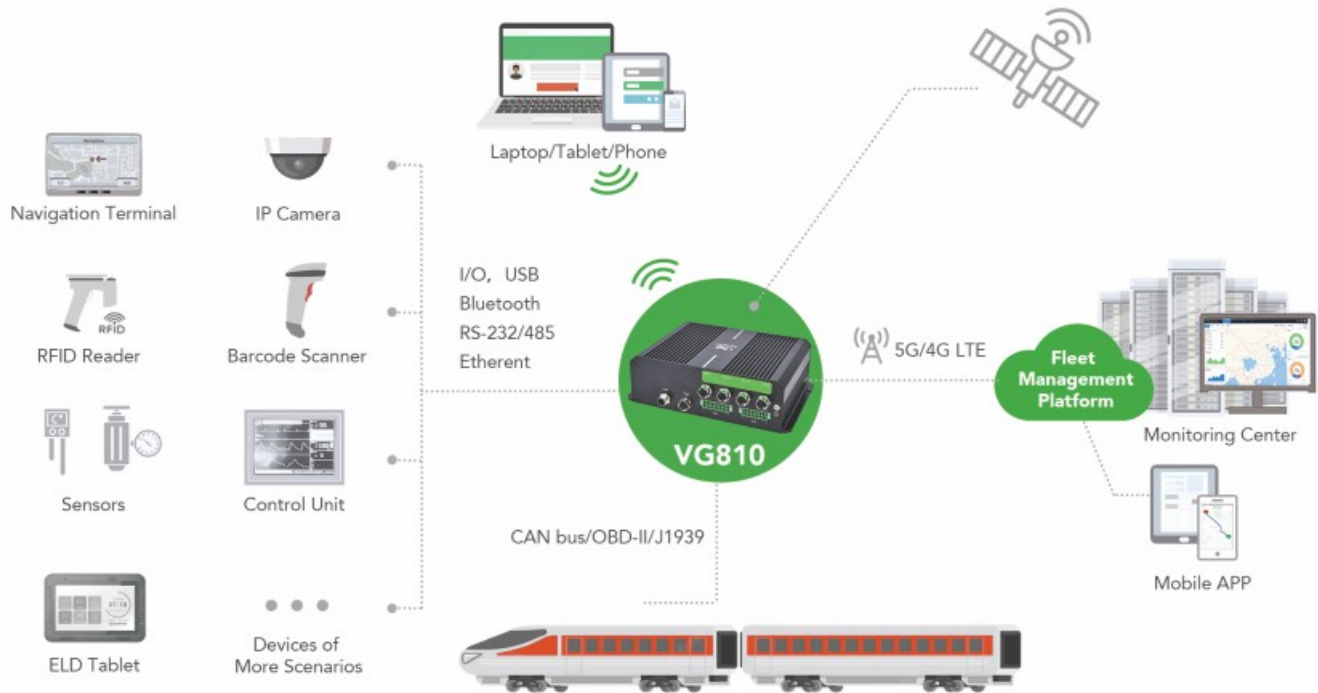 Laptop/Tablet/Phone
Navigation Terminal
IP Camera
I/O, USB
Bluetooth
RS-232/485
Etherent
RFID
RFID Reader
Barcode Scanner
5G/4G LTE
Fleet
Management
Platform
Monitoring Center
VG810
Sensors
Control Unit
CAN bus/OBD-II/J1939
Mobile APP
ELD Tablet
Devices of
More Scenarios